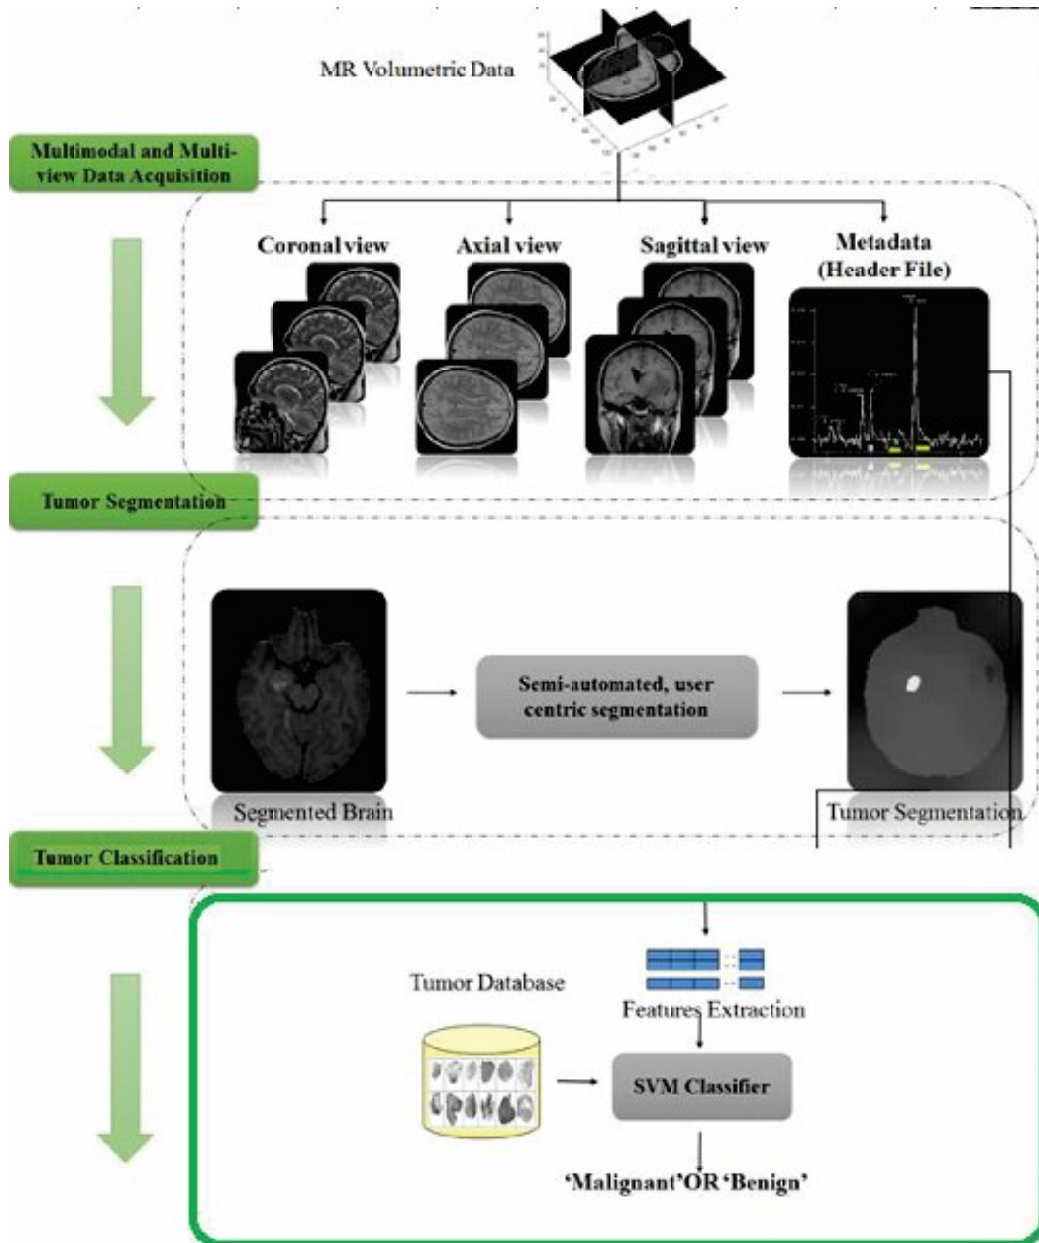 MR Volumetric Data
Multimodal and Multi-
view Data Acquisition
Coronal view
Axial view
Sagittal view
Metadata
(Header File)
Tumor Segmentation
Semi-automated, user
centric segmentation
Segmented Brain
Tumor Segmentation
Tumor Classification
Tumor Database
Features Extraction
SVM Classifier
‘Malignant’OR ‘Benign’